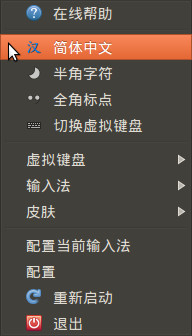 在线帮助
汉 简体中文
半角字符
全角标点
切换虚拟键盘
虚拟键盘
输入法
皮肤
配置当前输入法
配置
重新启动
退出